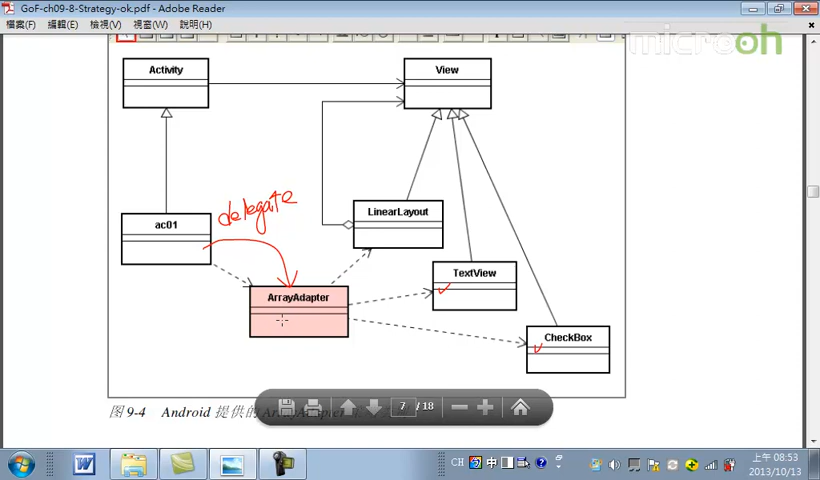 GoF-ch09-8-Strategy-ok.pdf - Adobe Reader
檔案(F) 編輯(E) 檢視(V) 視窗(W) 說明(H)
microoh
Activity
View
delegate
LinearLayout
ac01
TextView
ArrayAdapter
CheckBox
7 / 18
图 9-4 Android 提供的 ArrayAdapter
CH 中
上午 08:53
2013/10/13